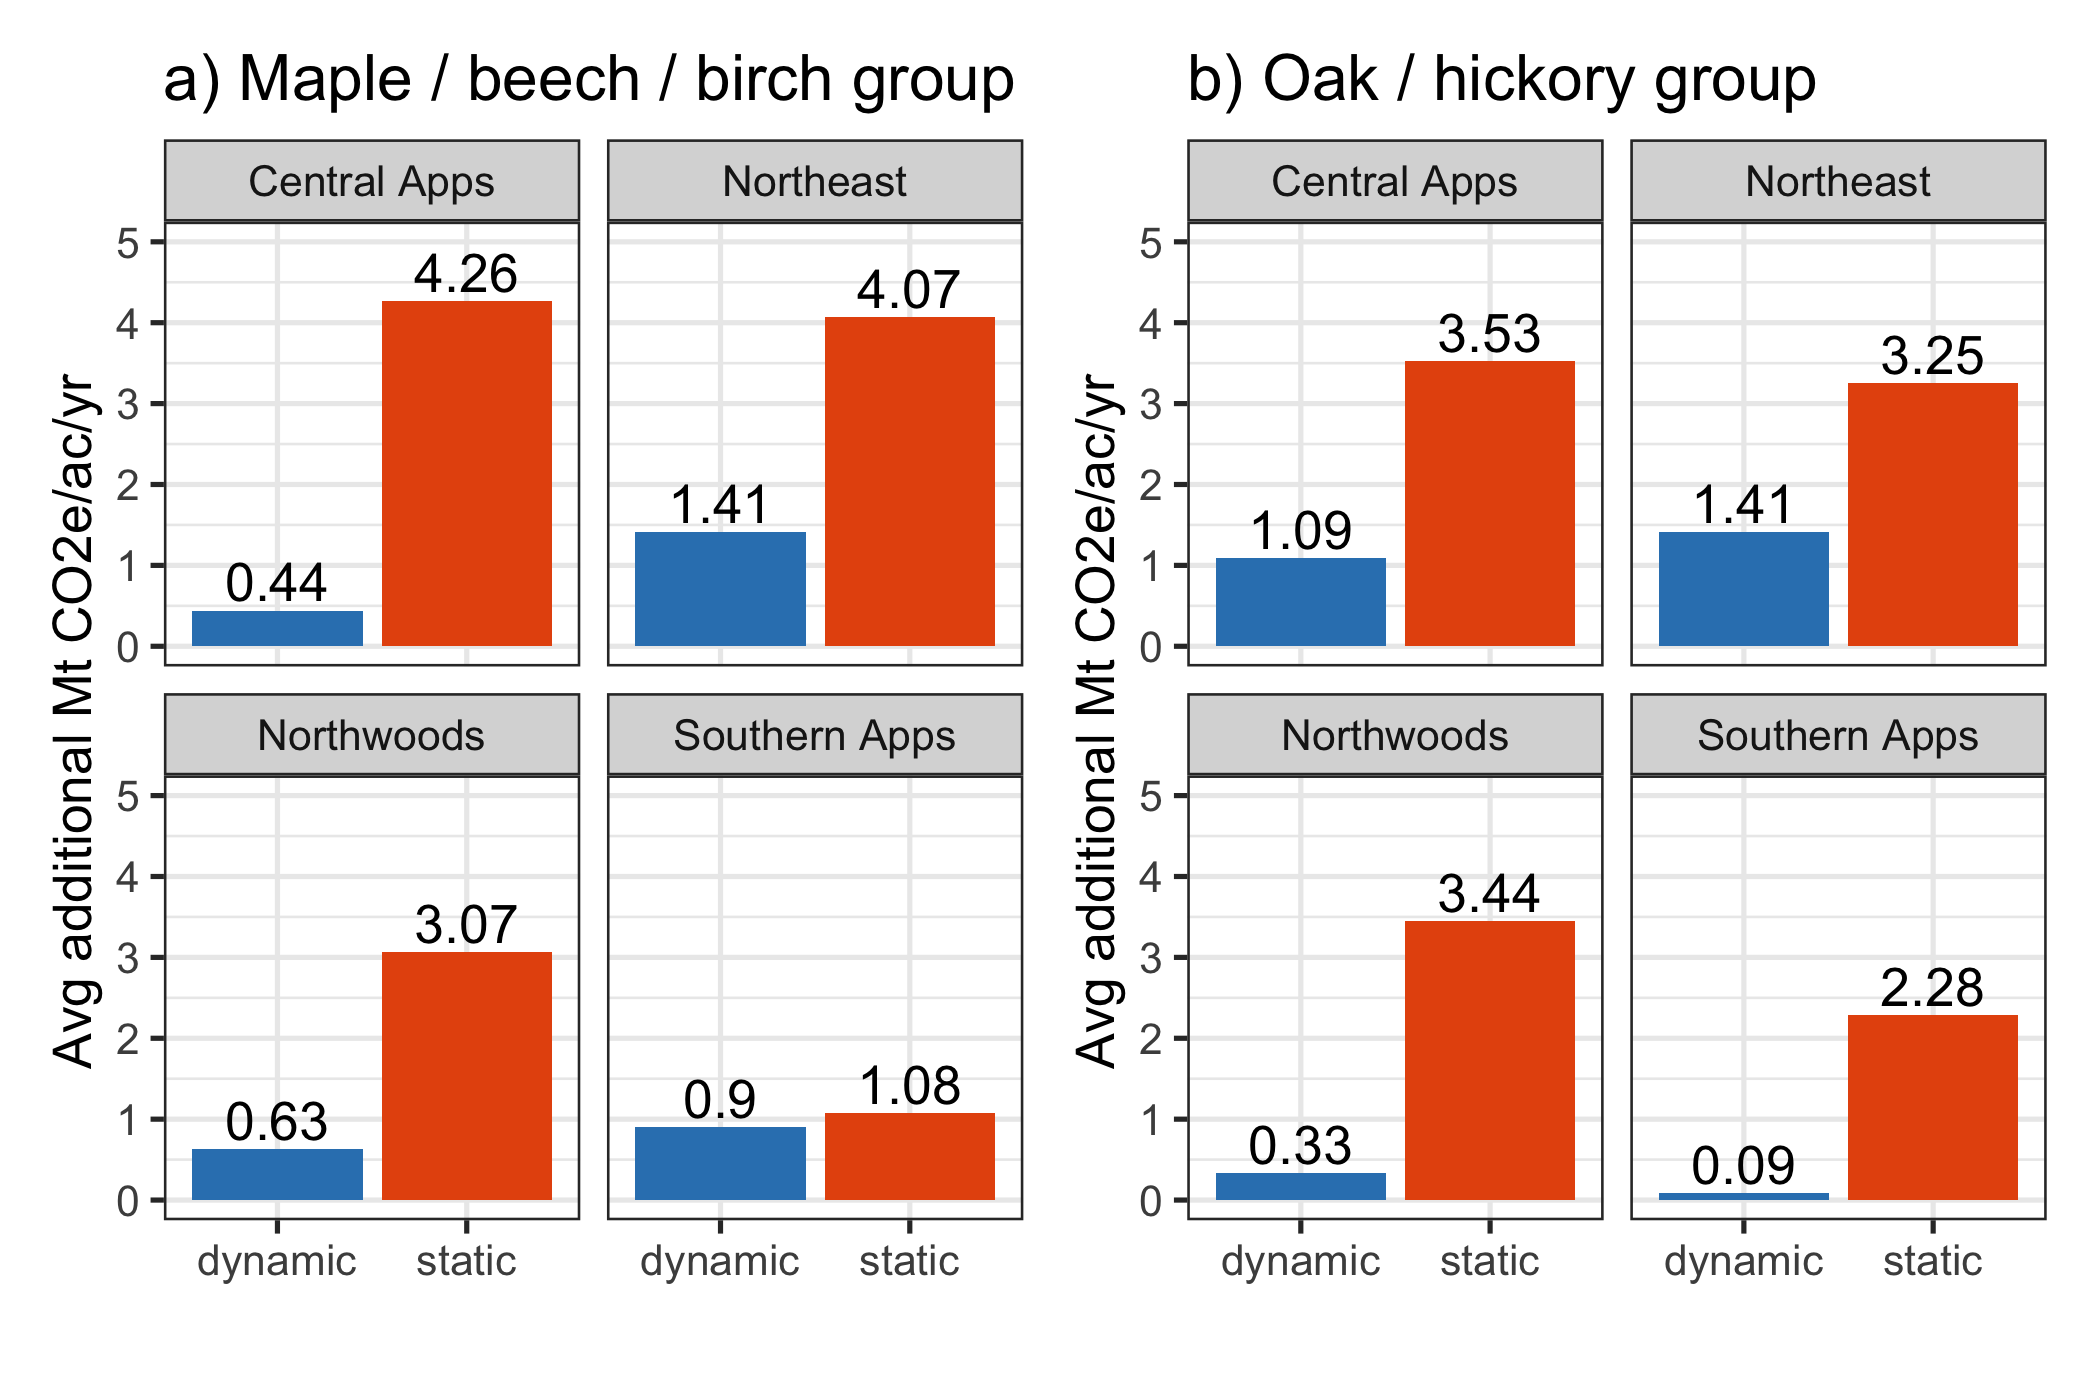 a) Maple / beech / birch group
Avg additional Mt CO2e/ac/yr
Central Apps
Northeast
5
4
3
2
1
0
4.26
0.44
4.07
1.41
Northwoods
Southern Apps
5
4
3
2
1
0
3.07
0.63
0.9
1.08
dynamic
static
dynamic
static
b) Oak / hickory group
Avg additional Mt CO2e/ac/yr
Central Apps
Northeast
5
4
3
2
1
0
3.53
1.09
3.25
1.41
Northwoods
Southern Apps
5
4
3
2
1
0
3.44
0.33
2.28
0.09
dynamic
static
dynamic
static